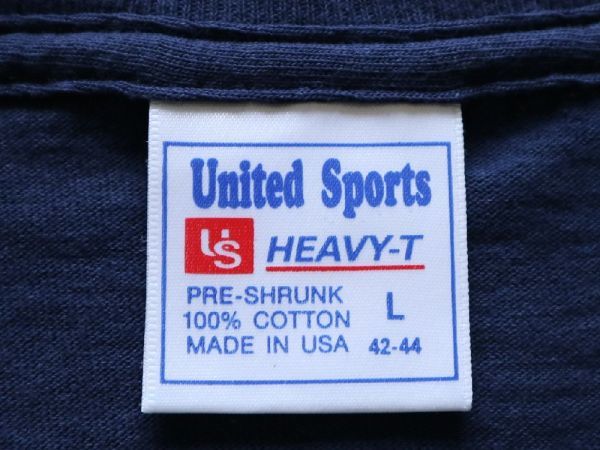 United Sports
US HEAVY-T
PRE-SHRUNK
100% COTTON L
MADE IN USA 42-44